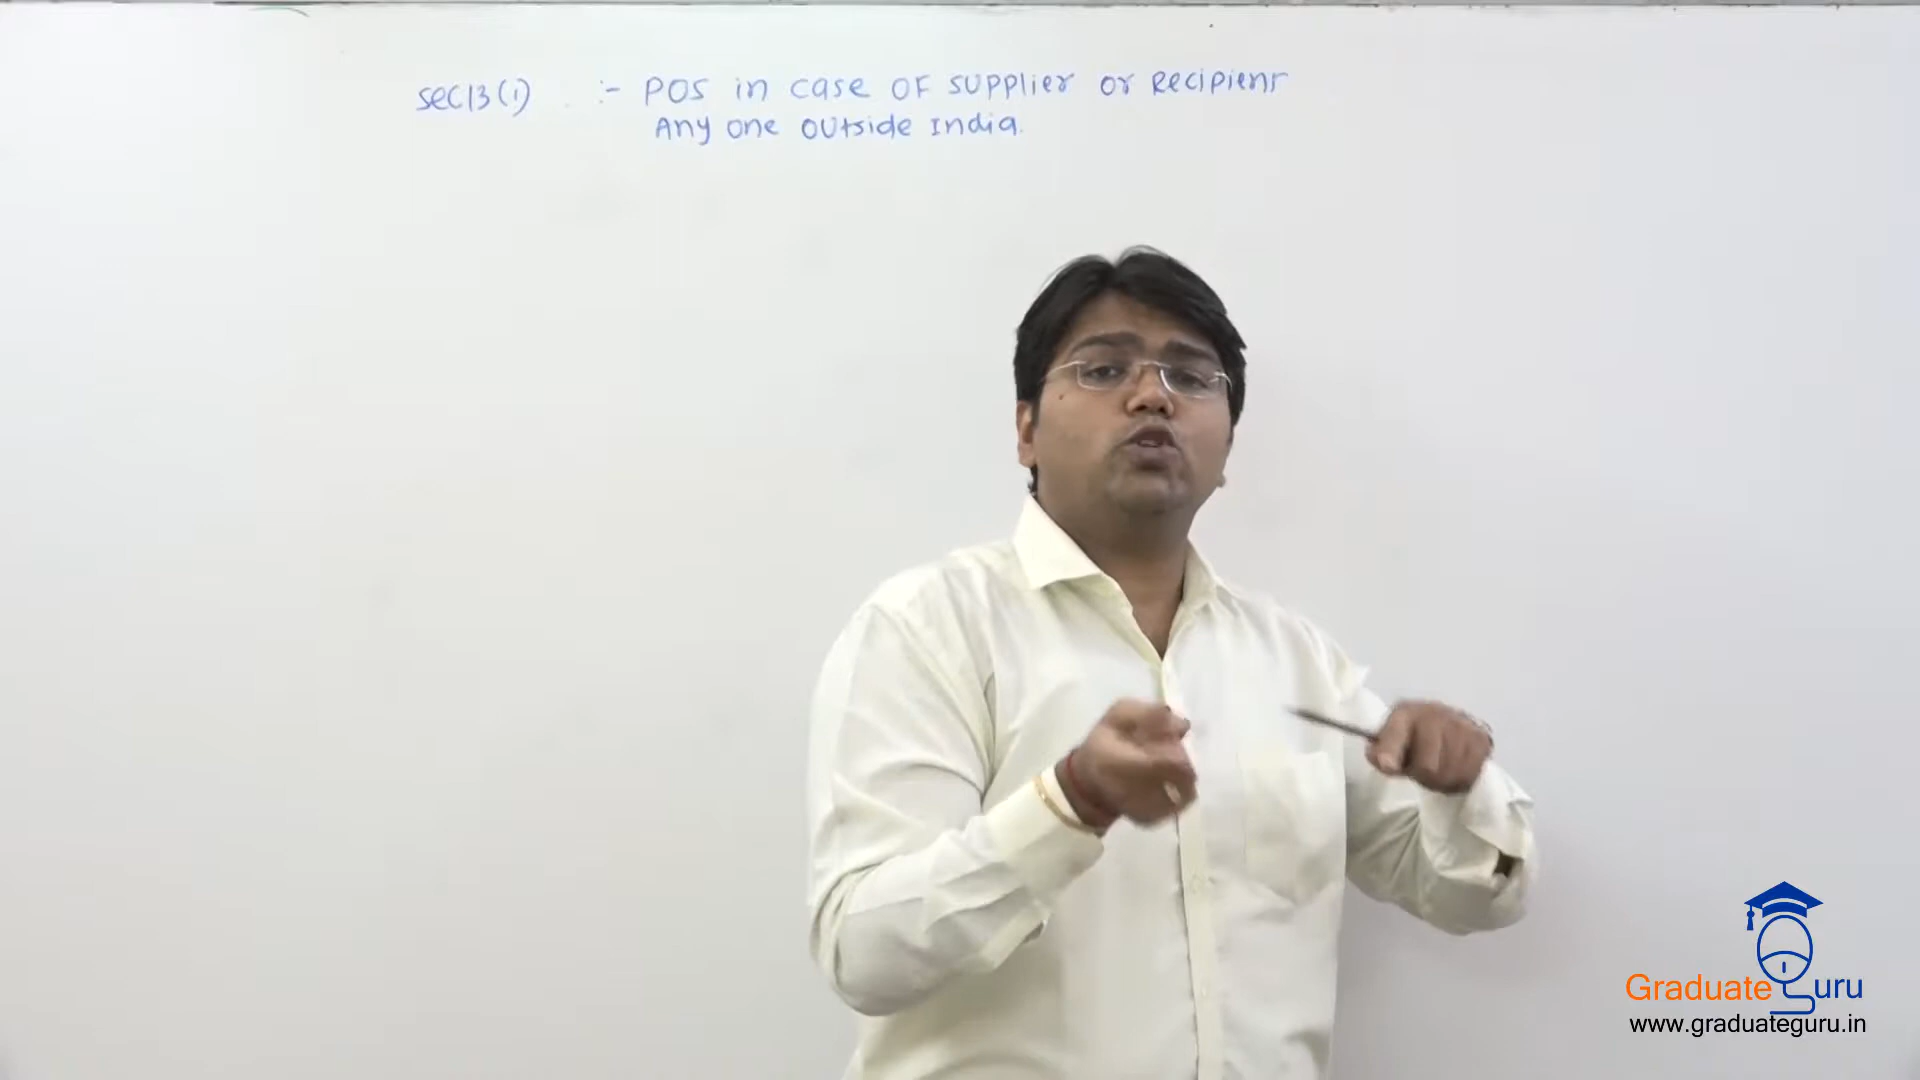 sec13(1) :- POS in case of supplier or Recipient
Any one outside India.
Graduate Guru
www.graduateguru.in